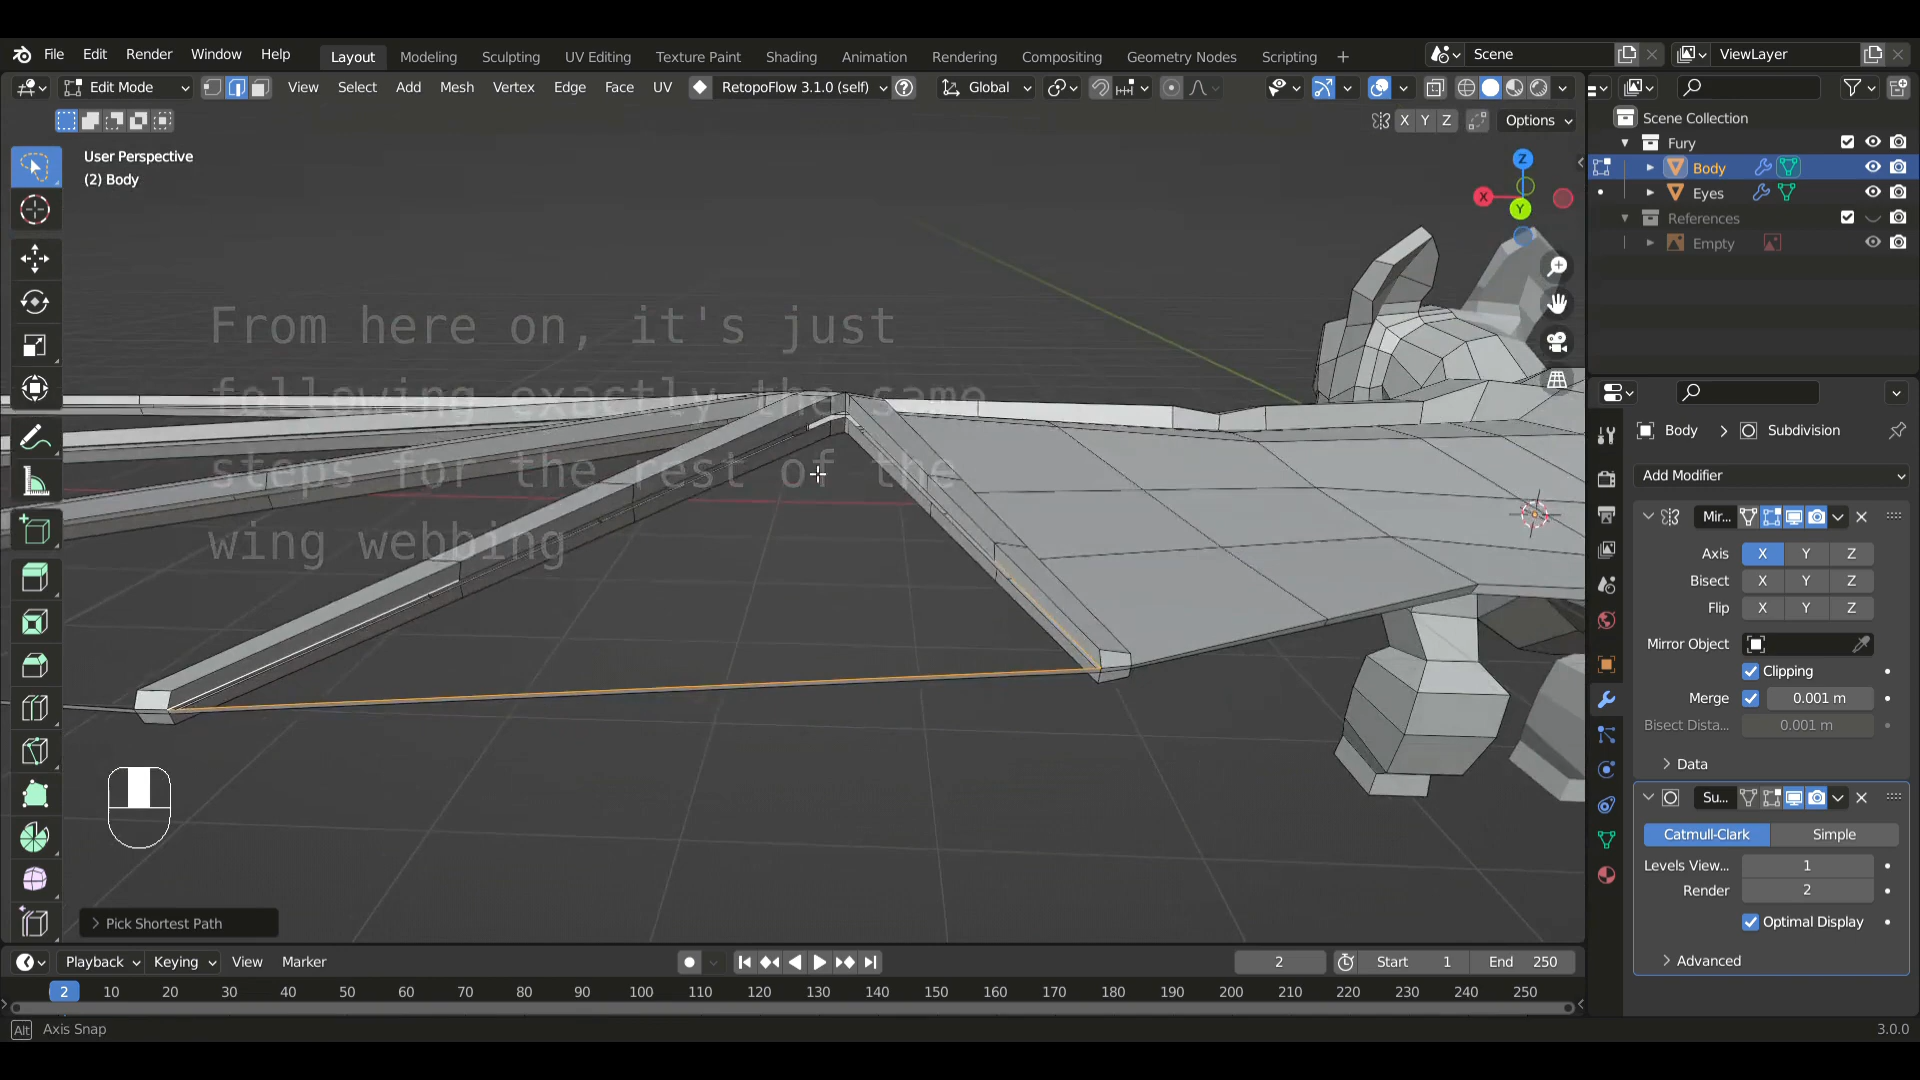 File Edit Render Window Help Layout Modeling Sculpting UV Editing Texture Paint Shading Animation Rendering Compositing Geometry Nodes Scripting + Scene ViewLayer
Edit Mode View Select Add Mesh Vertex Edge Face UV RetopoFlow 3.1.0 (self) Global
X Y Z Options
User Perspective
(2) Body
From here on, it's just
following exactly the same
steps for the rest of the
wing webbing
Z
X
Y
Pick Shortest Path
Scene Collection
Fury
Body
Eyes
References
Empty
Body > Subdivision
Add Modifier
Mir...
Axis X Y Z
Bisect X Y Z
Flip X Y Z
Mirror Object
Clipping
Merge 0.001 m
Bisect Dista... 0.001 m
Data
Su...
Catmull-Clark Simple
Levels View... 1
Render 2
Optimal Display
Advanced
Playback Keying View Marker 2 Start 1 End 250
2 10 20 30 40 50 60 70 80 90 100 110 120 130 140 150 160 170 180 190 200 210 220 230 240 250
Alt Axis Snap 3.0.0